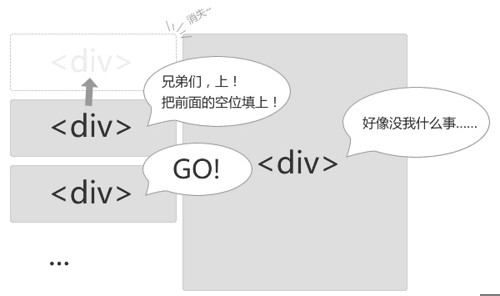 消失~
<div>
兄弟们，上！
把前面的空位填上！
<div>
好像没我什么事……
GO!
<div>
<div>
...